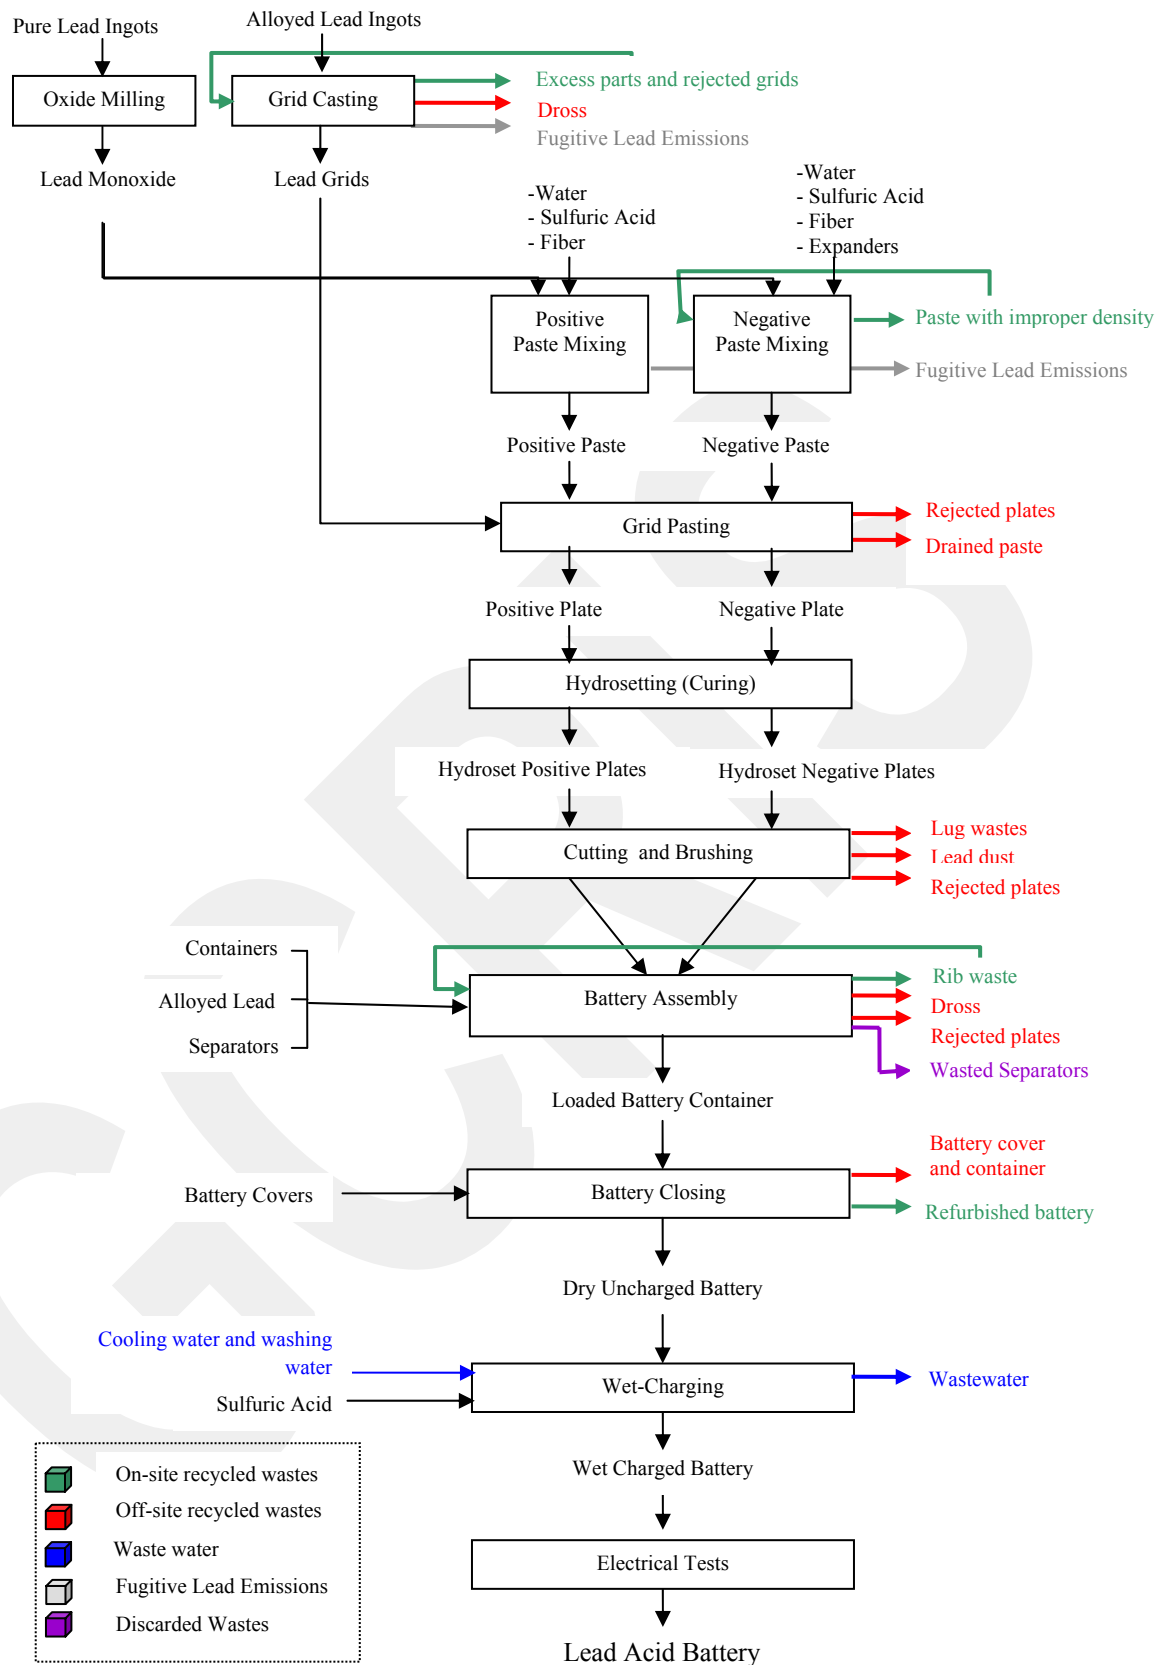 Pure Lead Ingots
Alloyed Lead Ingots
Oxide Milling
Grid Casting
Excess parts and rejected grids
Dross
Fugitive Lead Emissions
Lead Monoxide
Lead Grids
-Water
- Sulfuric Acid
- Fiber
-Water
- Sulfuric Acid
- Fiber
- Expanders
Positive
Paste Mixing
Negative
Paste Mixing
Paste with improper density
Fugitive Lead Emissions
Positive Paste
Negative Paste
Grid Pasting
Rejected plates
Drained paste
Positive Plate
Negative Plate
Hydrosetting (Curing)
Hydroset Positive Plates
Hydroset Negative Plates
Cutting and Brushing
Lug wastes
Lead dust
Rejected plates
Containers
Alloyed Lead
Separators
Battery Assembly
Rib waste
Dross
Rejected plates
Wasted Separators
Loaded Battery Container
Battery Covers
Battery Closing
Battery cover
and container
Refurbished battery
Dry Uncharged Battery
Cooling water and washing
water
Sulfuric Acid
Wet-Charging
Wastewater
Wet Charged Battery
On-site recycled wastes
Off-site recycled wastes
Waste water
Fugitive Lead Emissions
Discarded Wastes
Electrical Tests
Lead Acid Battery